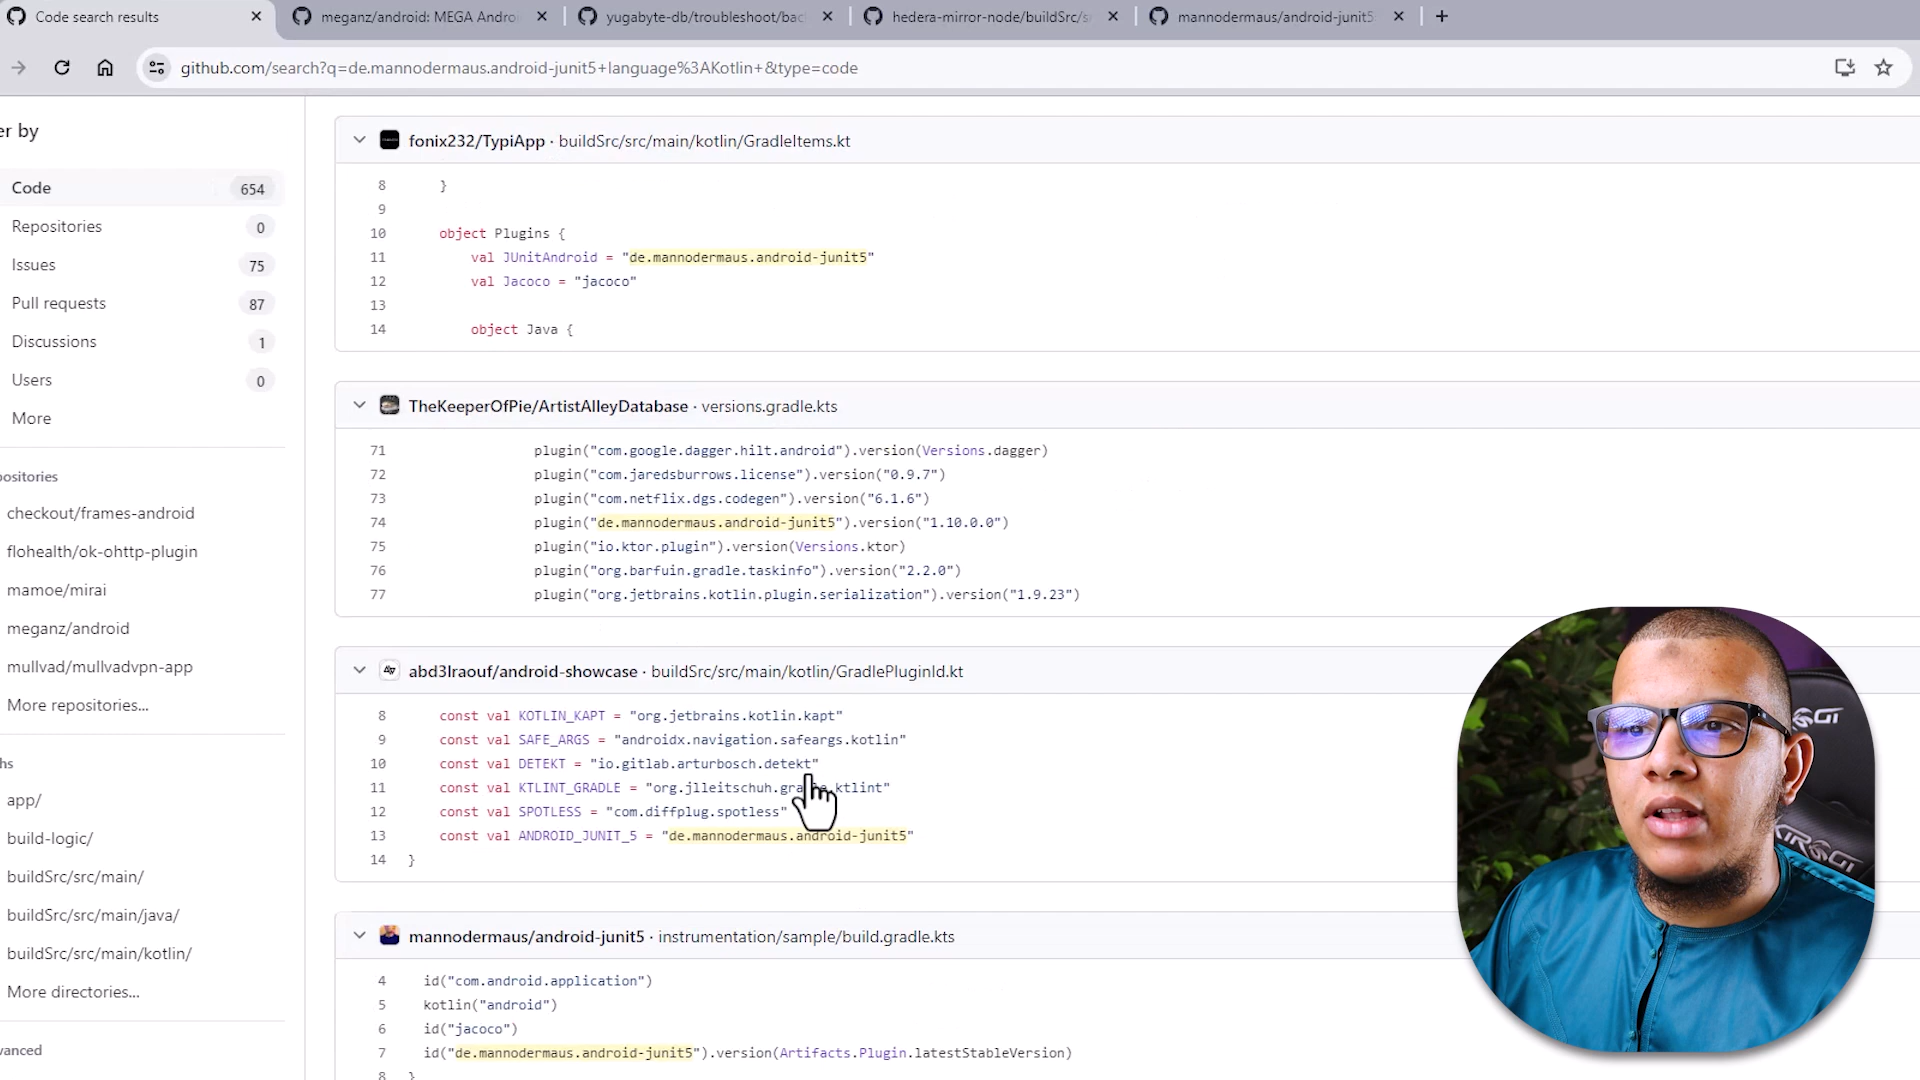 Code search results
meganz/android: MEGA Andro
yugabyte-db/troubleshoot/bac
hedera-mirror-node/buildSrc/s
mannodermaus/android-junit5
github.com/search?q=de.mannodermaus.android-junit5+language%3AKotlin+&type=code
er by
Code 654
Repositories 0
Issues 75
Pull requests 87
Discussions 1
Users 0
More
ositories
checkout/frames-android
flohealth/ok-ohttp-plugin
mamoe/mirai
meganz/android
mullvad/mullvadvpn-app
More repositories...
hs
app/
build-logic/
buildSrc/src/main/
buildSrc/src/main/java/
buildSrc/src/main/kotlin/
More directories...
vanced
fonix232/TypiApp · buildSrc/src/main/kotlin/GradleItems.kt
8 }
9
10 object Plugins {
11 val JUnitAndroid = "de.mannodermaus.android-junit5"
12 val Jacoco = "jacoco"
13
14 object Java {
TheKeeperOfPie/ArtistAlleyDatabase · versions.gradle.kts
71 plugin("com.google.dagger.hilt.android").version(Versions.dagger)
72 plugin("com.jaredsburrows.license").version("0.9.7")
73 plugin("com.netflix.dgs.codegen").version("6.1.6")
74 plugin("de.mannodermaus.android-junit5").version("1.10.0.0")
75 plugin("io.ktor.plugin").version(Versions.ktor)
76 plugin("org.barfuin.gradle.taskinfo").version("2.2.0")
77 plugin("org.jetbrains.kotlin.plugin.serialization").version("1.9.23")
abd3lraouf/android-showcase · buildSrc/src/main/kotlin/GradlePluginId.kt
8 const val KOTLIN_KAPT = "org.jetbrains.kotlin.kapt"
9 const val SAFE_ARGS = "androidx.navigation.safeargs.kotlin"
10 const val DETEKT = "io.gitlab.arturbosch.detekt"
11 const val KTLINT_GRADLE = "org.jlleitschuh.gra e.ktlint"
12 const val SPOTLESS = "com.diffplug.spotless"
13 const val ANDROID_JUNIT_5 = "de.mannodermaus.android-junit5"
14 }
mannodermaus/android-junit5 · instrumentation/sample/build.gradle.kts
4 id("com.android.application")
5 kotlin("android")
6 id("jacoco")
7 id("de.mannodermaus.android-junit5").version(Artifacts.Plugin.latestStableVersion)
8 }